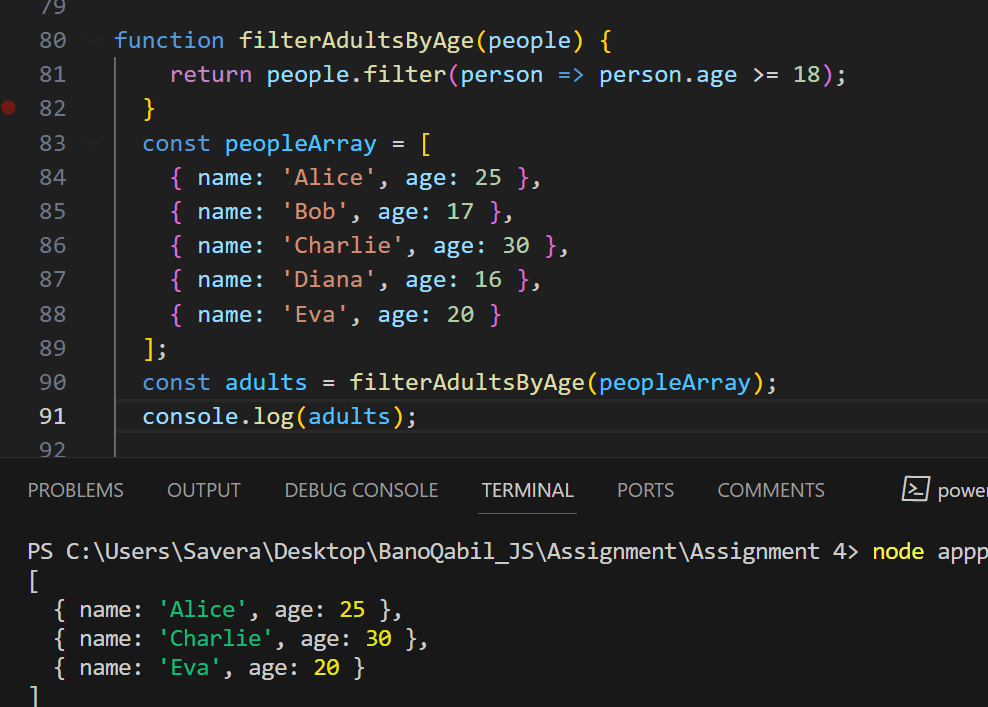 79
80 function filterAdultsByAge(people) {
81 return people.filter(person => person.age >= 18);
82 }
83 const peopleArray = [
84 { name: 'Alice', age: 25 },
85 { name: 'Bob', age: 17 },
86 { name: 'Charlie', age: 30 },
87 { name: 'Diana', age: 16 },
88 { name: 'Eva', age: 20 }
89 ];
90 const adults = filterAdultsByAge(peopleArray);
91 console.log(adults);
92
PROBLEMS OUTPUT DEBUG CONSOLE TERMINAL PORTS COMMENTS power
PS C:\Users\Savera\Desktop\BanoQabil_JS\Assignment\Assignment 4> node appp
[
{ name: 'Alice', age: 25 },
{ name: 'Charlie', age: 30 },
{ name: 'Eva', age: 20 }
]